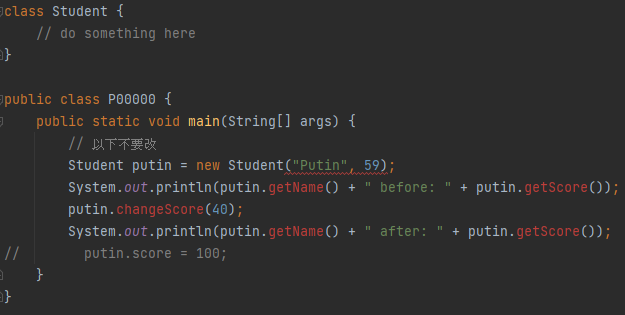 class Student {
    // do something here
}

public class P00000 {
    public static void main(String[] args) {
        // 以下不要改
        Student putin = new Student("Putin", 59);
        System.out.println(putin.getName() + " before: " + putin.getScore());
        putin.changeScore(40);
        System.out.println(putin.getName() + " after: " + putin.getScore());
//        putin.score = 100;
    }
}